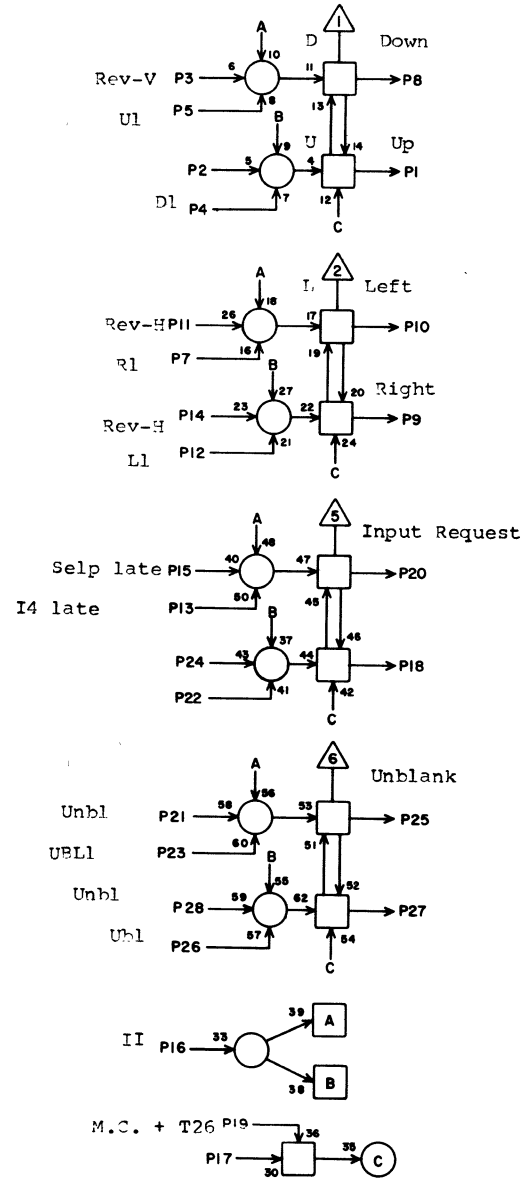 1
A
D
Down
10
Rev-V P3 6 11 P8
8
U1 P5
13
B
9
U
14
Up
P2 5 4 P1
7
12
D1 P4
C
2
A
L
Left
18
Rev-H P11 26 17 P10
16
R1 P7
19
B
27
20
Right
P14 23 22 P9
Rev-H
21
24
L1 P12
C
5
A
Input Request
48
Selp late P15 40 47 P20
50
45
I4 late P13
B
37
46
P24 43 44 P18
41
42
P22
C
6
A
Unblank
56
Unbl P21 58 53 P25
60
51
UBL1 P23
B
55
52
Unbl
P28 59 62 P27
57
54
Ubl P26
C
39 A
II P16 33
38 B
M.C. + T26 P19
36
P17 30 35 C